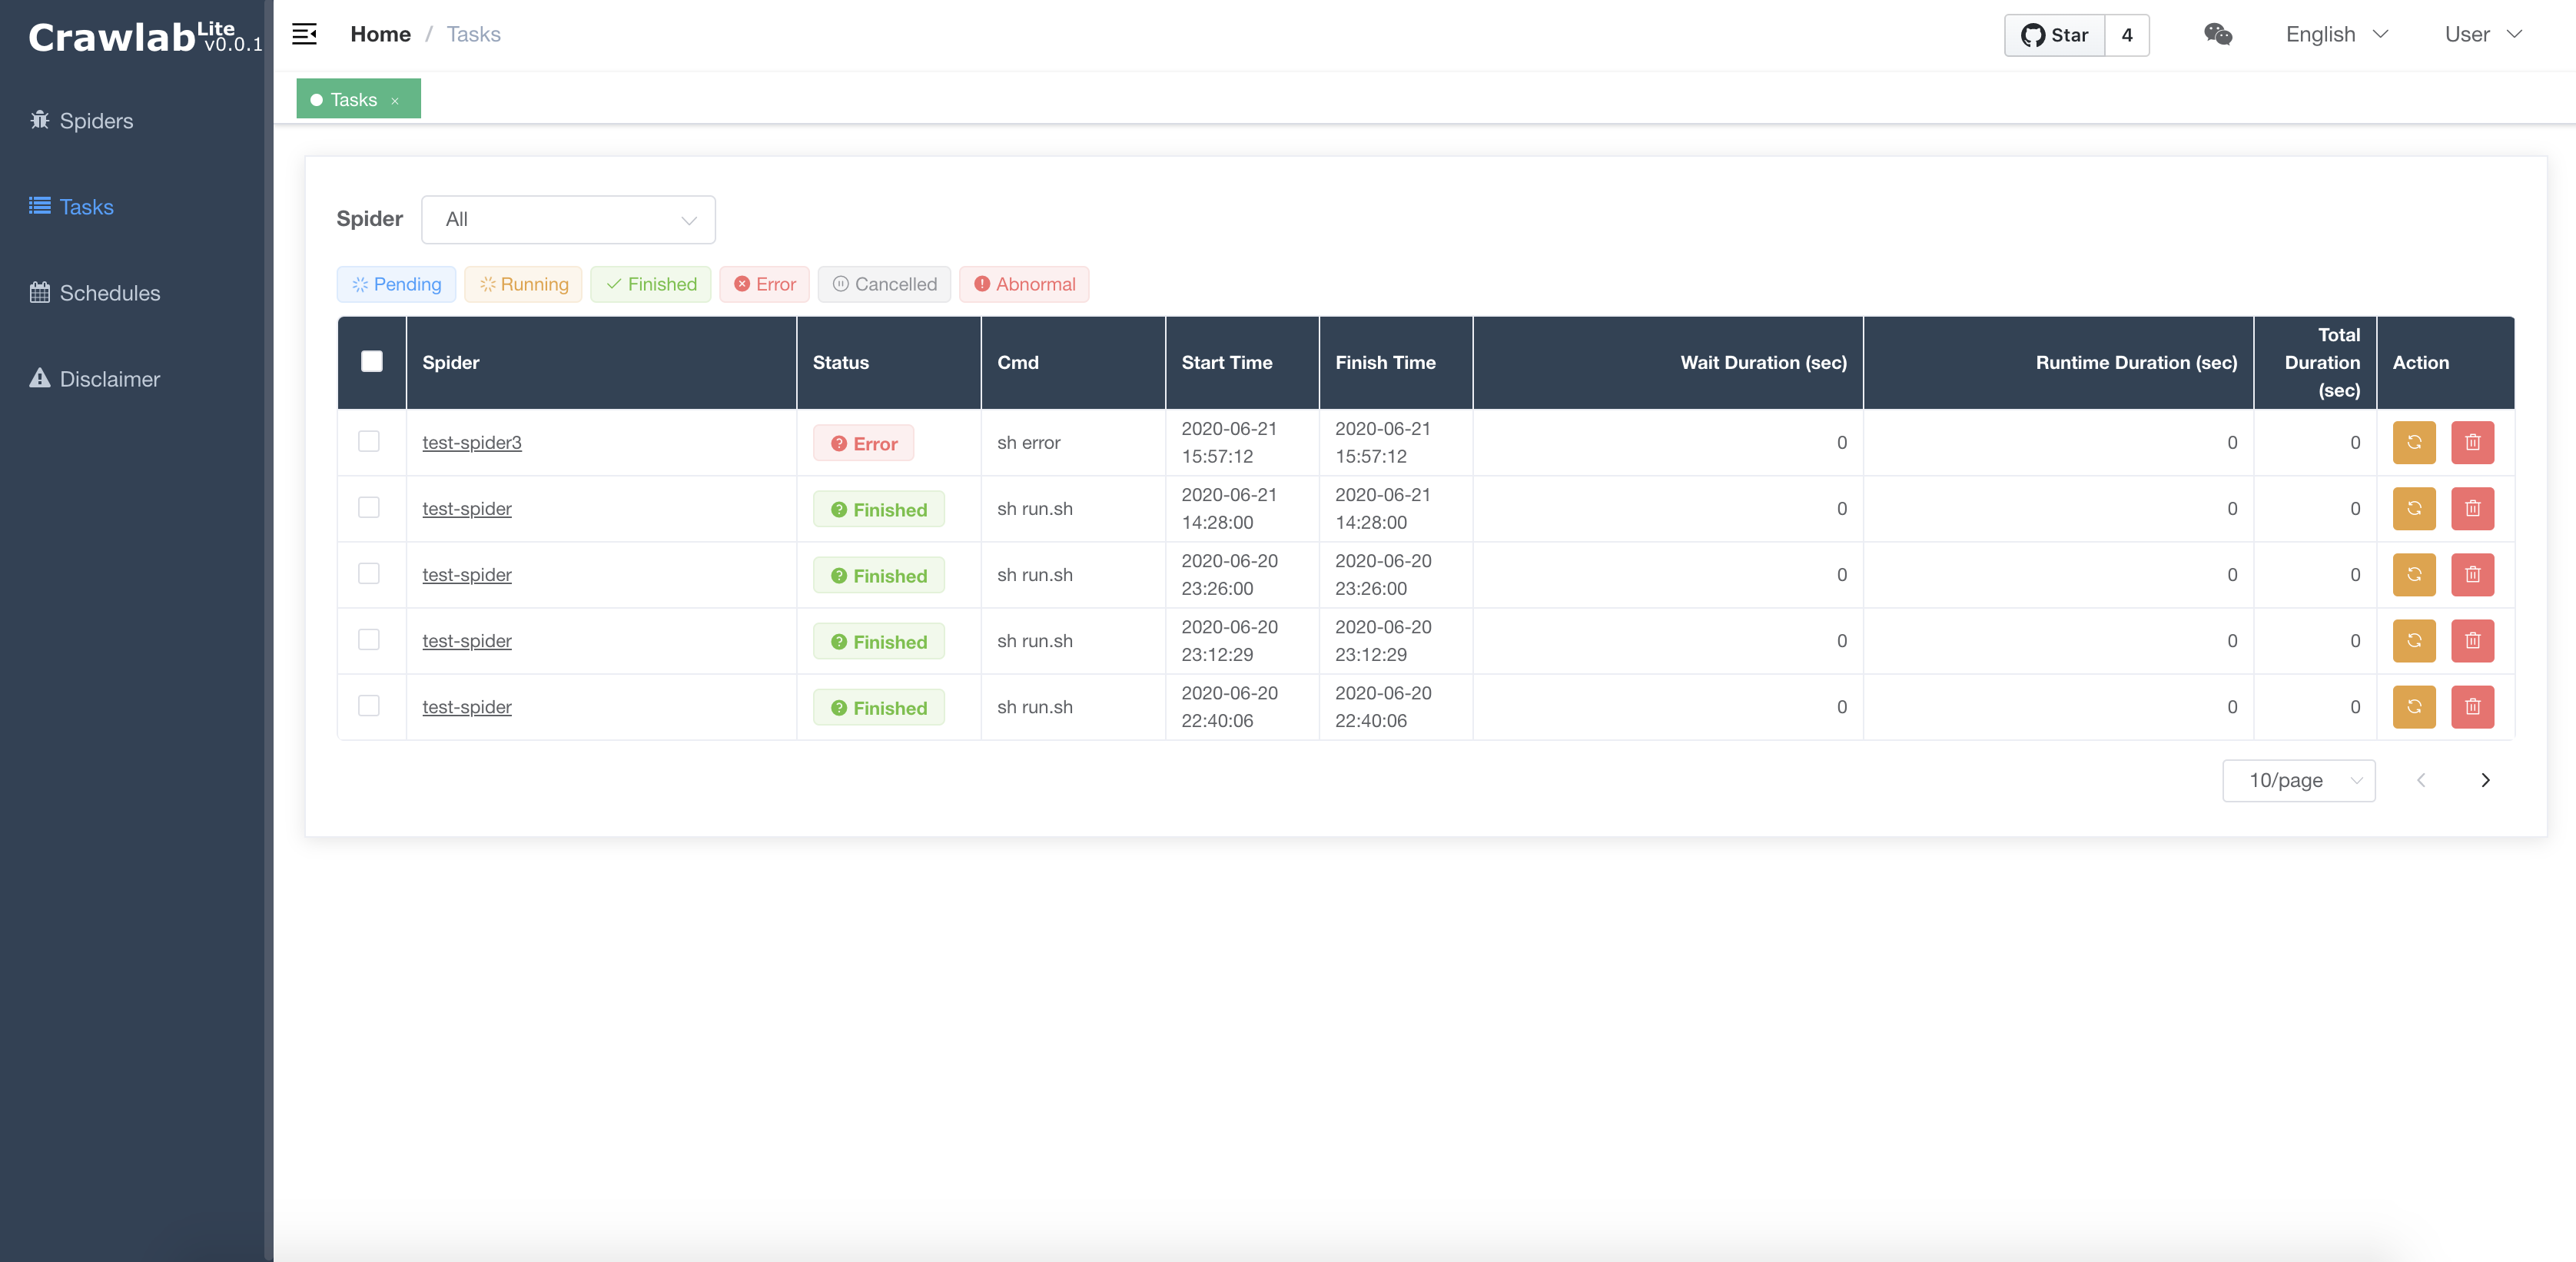 Crawlab Lite v0.0.1
Home / Tasks
Star 4
English
User
Tasks ×
Spiders
Tasks
Schedules
Disclaimer
Spider All
Pending Running Finished Error Cancelled Abnormal
Spider Status Cmd Start Time Finish Time Wait Duration (sec) Runtime Duration (sec) Total Duration (sec) Action
test-spider3 Error sh error 2020-06-21 15:57:12 2020-06-21 15:57:12 0 0 0
test-spider Finished sh run.sh 2020-06-21 14:28:00 2020-06-21 14:28:00 0 0 0
test-spider Finished sh run.sh 2020-06-20 23:26:00 2020-06-20 23:26:00 0 0 0
test-spider Finished sh run.sh 2020-06-20 23:12:29 2020-06-20 23:12:29 0 0 0
test-spider Finished sh run.sh 2020-06-20 22:40:06 2020-06-20 22:40:06 0 0 0
10/page